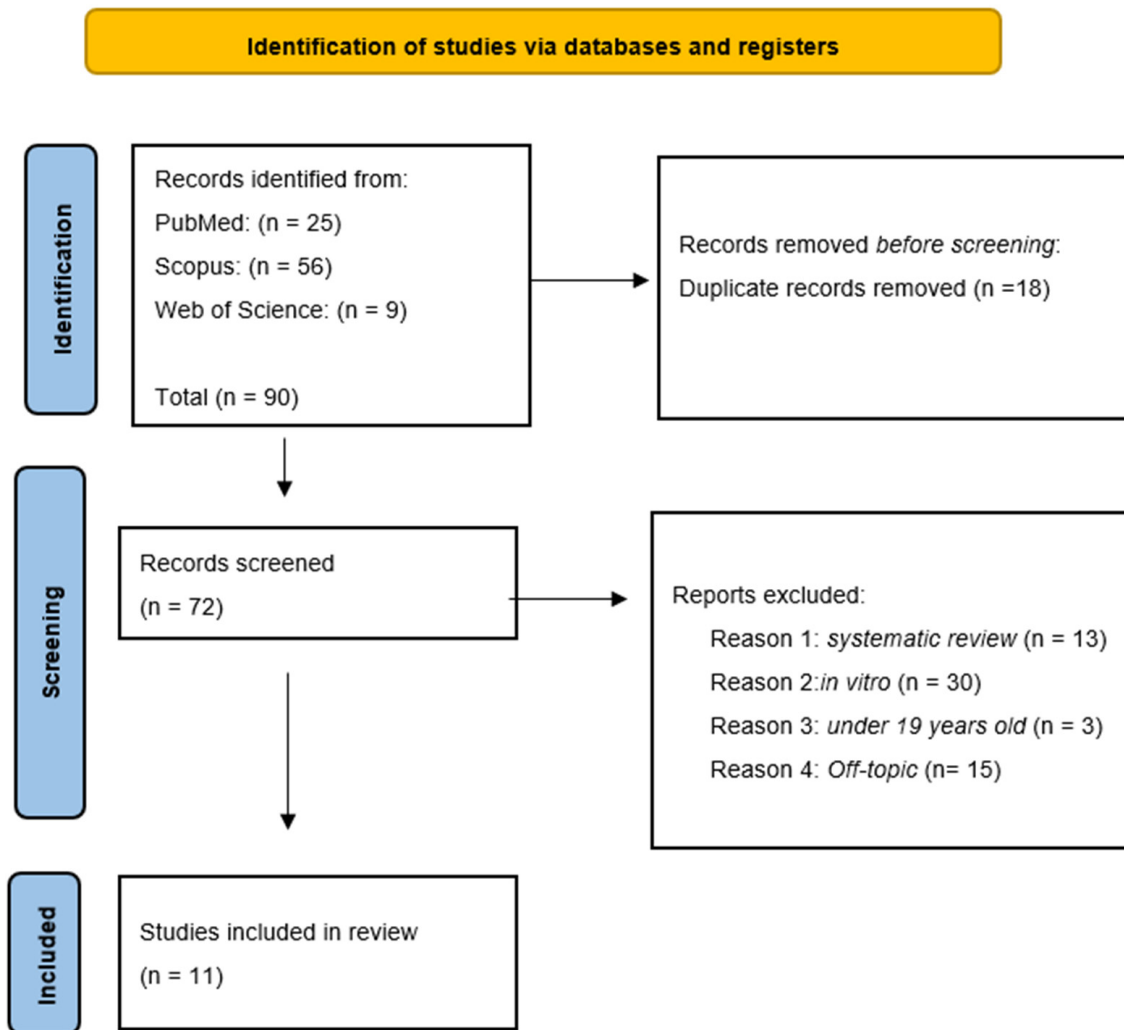 Identification of studies via databases and registers
Identification
Records identified from:
PubMed: (n = 25)
Scopus: (n = 56)
Web of Science: (n = 9)
Total (n = 90)
Records removed before screening:
Duplicate records removed (n =18)
Screening
Records screened
(n = 72)
Reports excluded:
Reason 1: systematic review (n = 13)
Reason 2:in vitro (n = 30)
Reason 3: under 19 years old (n = 3)
Reason 4: Off-topic (n= 15)
Included
Studies included in review
(n = 11)